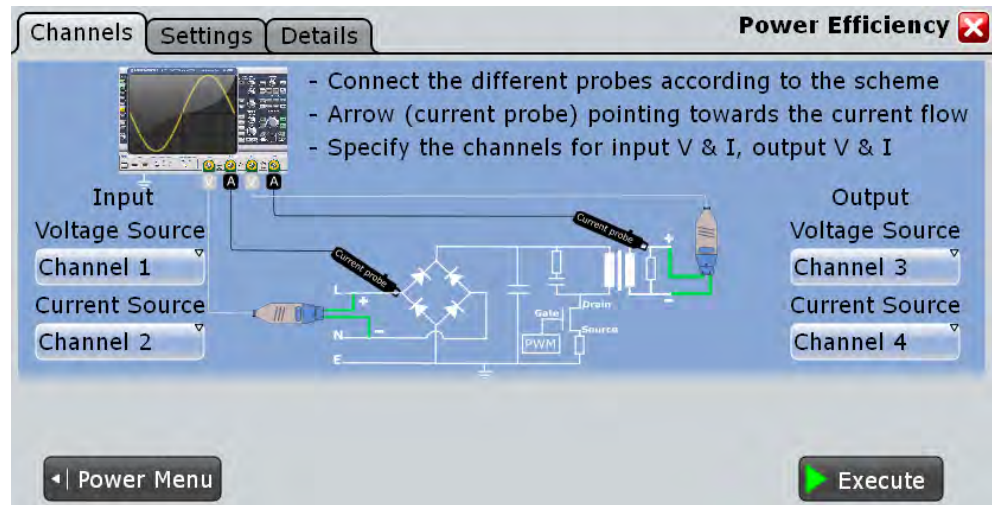 Channels
Settings
Details
Power Efficiency
- Connect the different probes according to the scheme
- Arrow (current probe) pointing towards the current flow
- Specify the channels for input V & I, output V & I
V A V A
Input
Voltage Source
Channel 1
Current Source
Channel 2
Output
Voltage Source
Channel 3
Current Source
Channel 4
Current probe
Current probe
+
-
L
+
N
-
E
Drain
Gate
Source
PWM
Power Menu
Execute